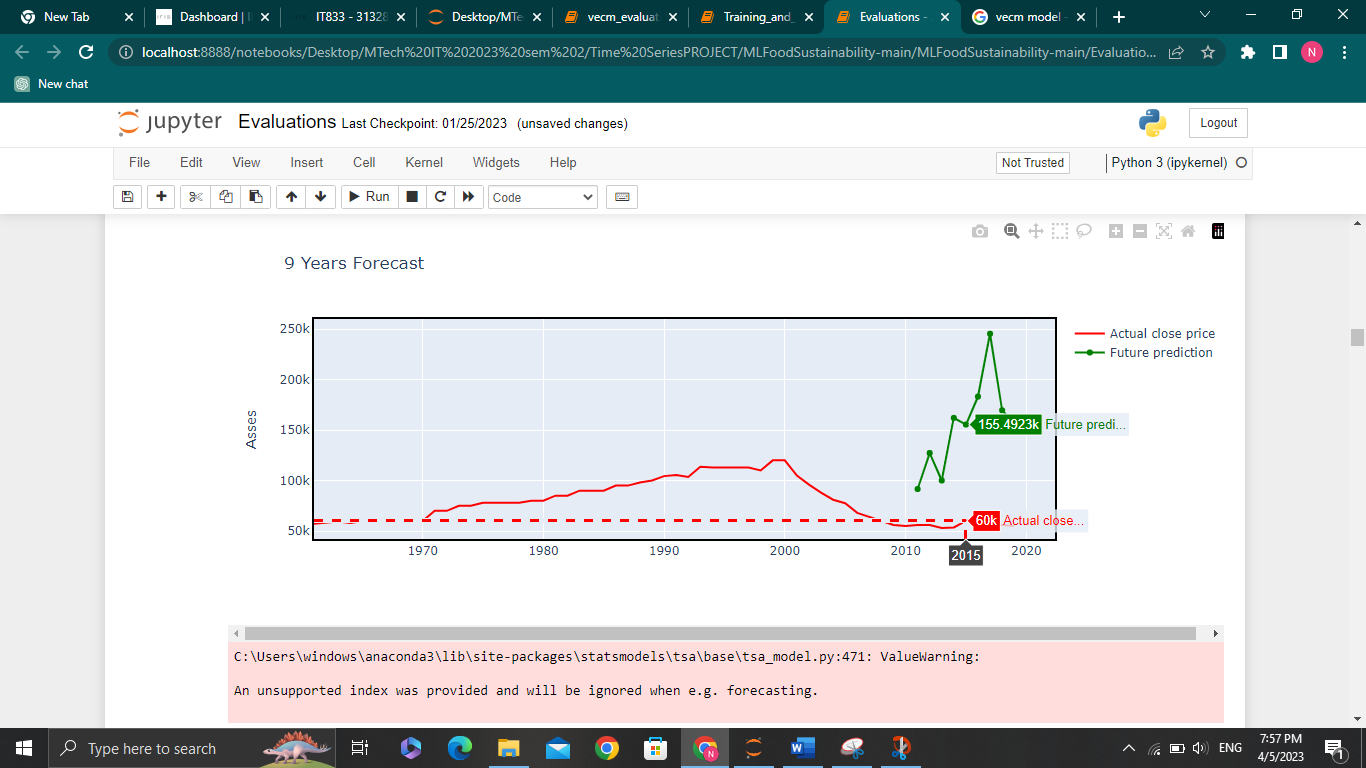 New Tab
Dashboard | I
IT833 - 31328
Desktop/MTe
vecm_evaluat
Training_and_
Evaluations -
vecm model -
localhost:8888/notebooks/Desktop/MTech%20IT%202023%20sem%202/Time%20SeriesPROJECT/MLFoodSustainability-main/MLFoodSustainability-main/Evaluatio...
N
New chat
jupyter Evaluations Last Checkpoint: 01/25/2023 (unsaved changes)
Logout
File Edit View Insert Cell Kernel Widgets Help
Not Trusted
Python 3 (ipykernel)
Run
Code
9 Years Forecast
250k
200k
150k
100k
50k
Asses
Actual close price
Future prediction
155.4923k Future predi...
60k Actual close...
1970 1980 1990 2000 2010 2020
2015
C:\Users\windows\anaconda3\lib\site-packages\statsmodels\tsa\base\tsa_model.py:471: ValueWarning:
An unsupported index was provided and will be ignored when e.g. forecasting.
Type here to search
N
ENG
7:57 PM
4/5/2023
1